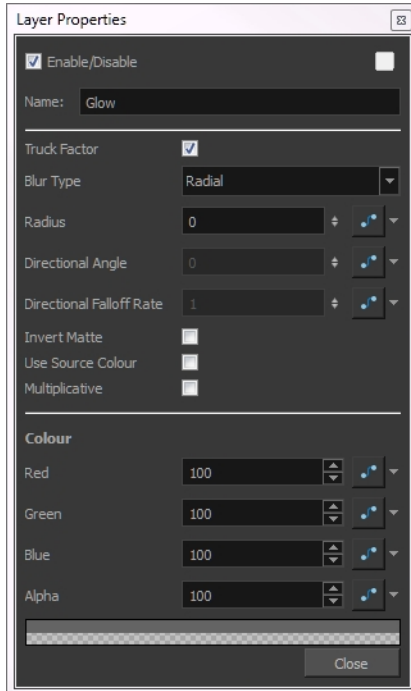 Layer Properties
Enable/Disable
Name: Glow
Truck Factor
Blur Type Radial
Radius 0
Directional Angle 0
Directional Falloff Rate 1
Invert Matte
Use Source Colour
Multiplicative
Colour
Red 100
Green 100
Blue 100
Alpha 100
Close